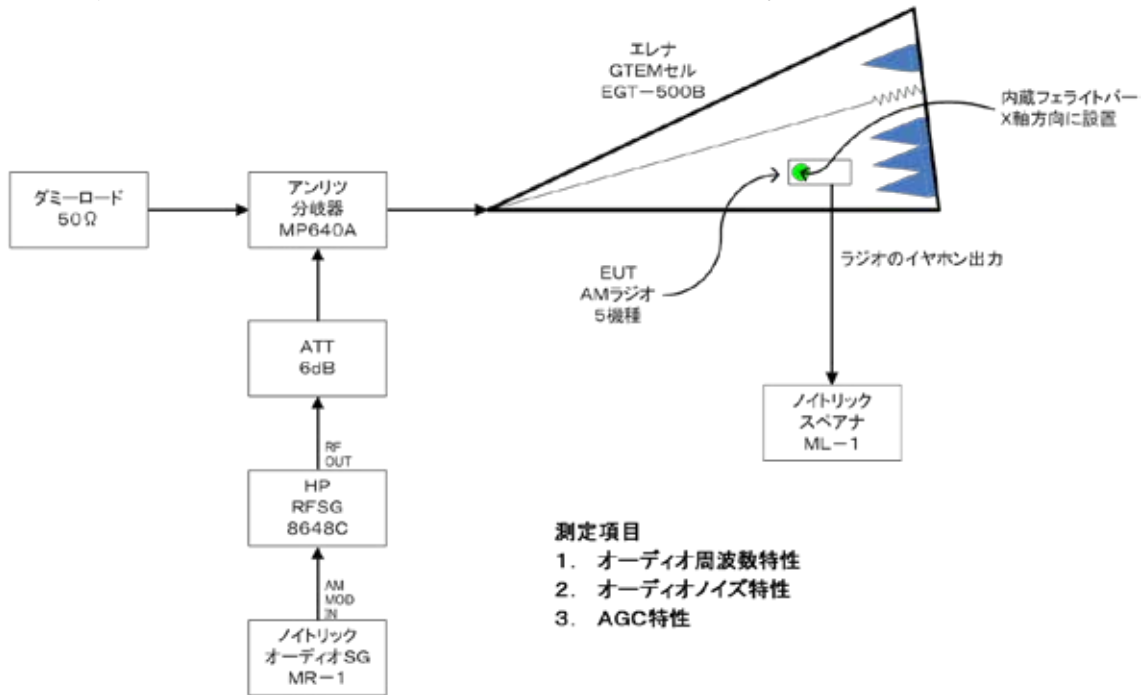 エレナ
GTEMセル
EGT-500B
内蔵フェライトバー
X軸方向に設置
ダミーロード
50Ω
アンリツ
分岐器
MP640A
EUT
AMラジオ
5機種
ラジオのイヤホン出力
ATT
6dB
ノイトリック
スペアナ
ML-1
RF
OUT
HP
RFSG
8648C
AM
MOD
IN
ノイトリック
オーディオSG
MR-1
測定項目
1. オーディオ周波数特性
2. オーディオノイズ特性
3. AGC特性